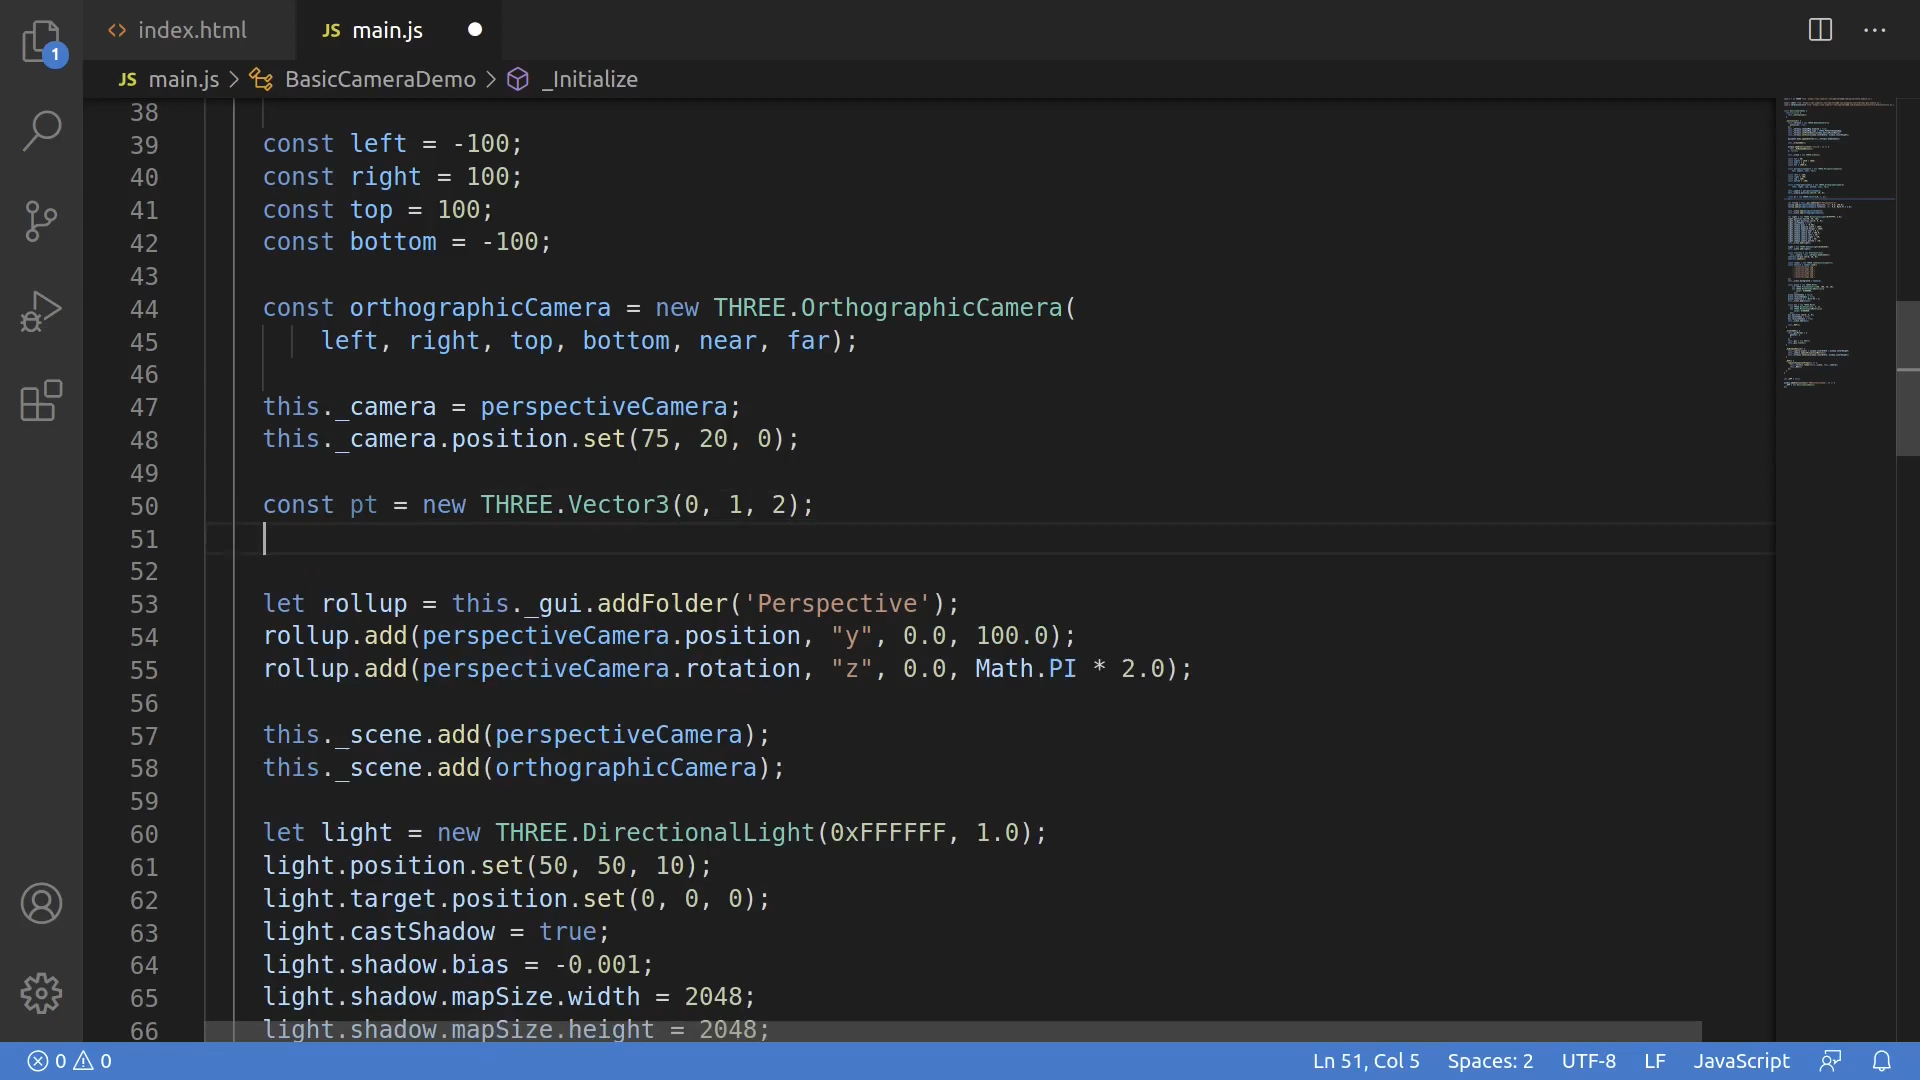 1
index.html
JS main.js
JS main.js > BasicCameraDemo > _Initialize
38
39 const left = -100;
40 const right = 100;
41 const top = 100;
42 const bottom = -100;
43
44 const orthographicCamera = new THREE.OrthographicCamera(
45 left, right, top, bottom, near, far);
46
47 this._camera = perspectiveCamera;
48 this._camera.position.set(75, 20, 0);
49
50 const pt = new THREE.Vector3(0, 1, 2);
51
52
53 let rollup = this._gui.addFolder('Perspective');
54 rollup.add(perspectiveCamera.position, "y", 0.0, 100.0);
55 rollup.add(perspectiveCamera.rotation, "z", 0.0, Math.PI * 2.0);
56
57 this._scene.add(perspectiveCamera);
58 this._scene.add(orthographicCamera);
59
60 let light = new THREE.DirectionalLight(0xFFFFFF, 1.0);
61 light.position.set(50, 50, 10);
62 light.target.position.set(0, 0, 0);
63 light.castShadow = true;
64 light.shadow.bias = -0.001;
65 light.shadow.mapSize.width = 2048;
66 light.shadow.mapSize.height = 2048;
0 0 Ln 51, Col 5 Spaces: 2 UTF-8 LF JavaScript